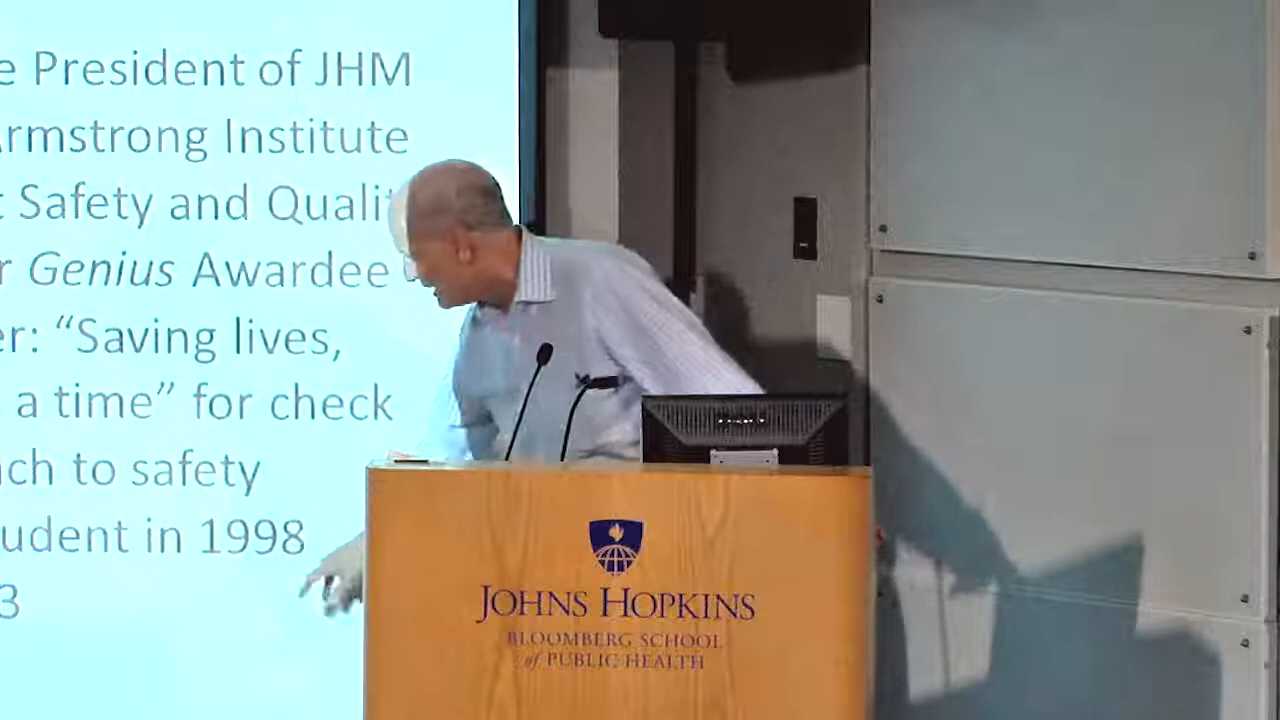 e President of JHM
Armstrong Institute
t Safety and Qualit
r Genius Awardee
er: “Saving lives,
a time” for check
ach to safety
udent in 1998
3
JOHNS HOPKINS
BLOOMBERG SCHOOL
of PUBLIC HEALTH